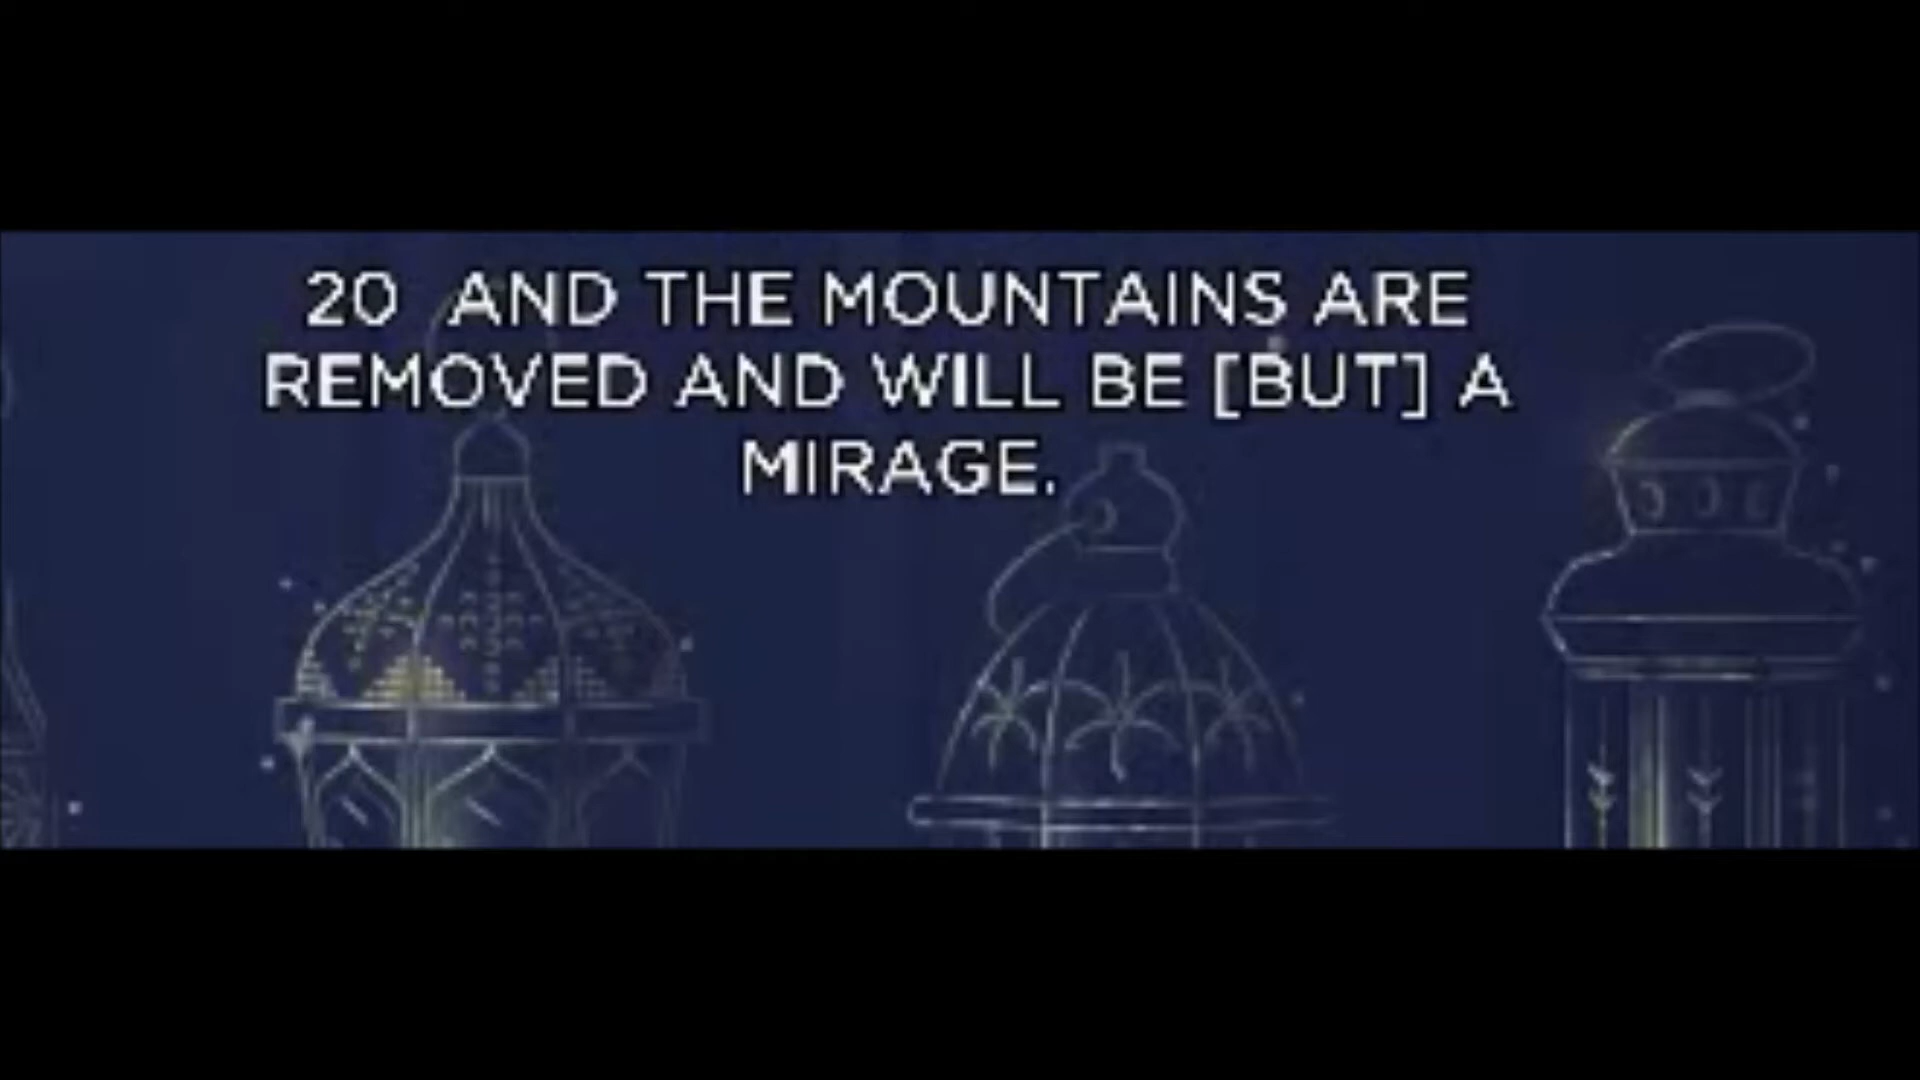 20 AND THE MOUNTAINS ARE
REMOVED AND WILL BE [BUT] A
MIRAGE.